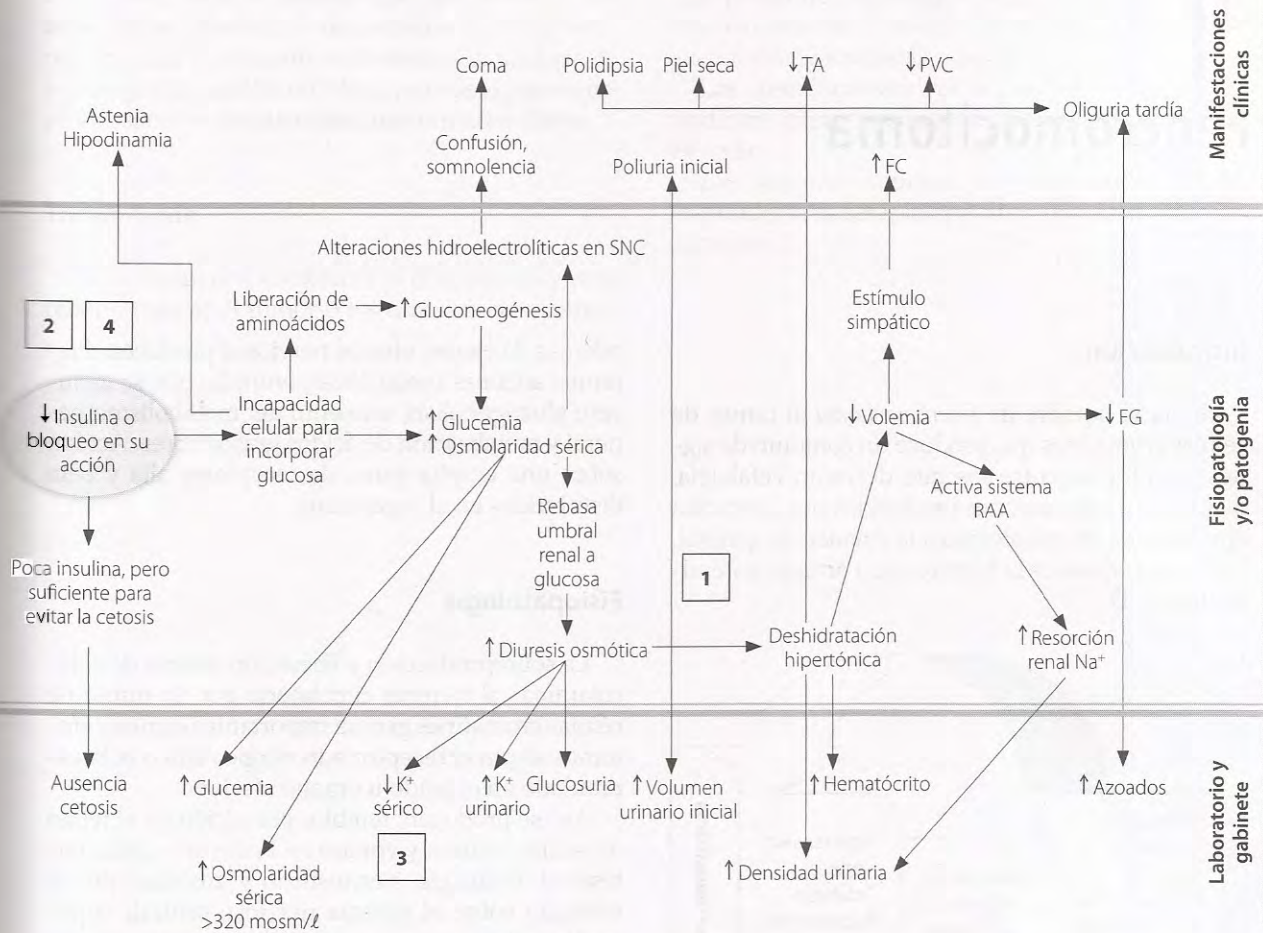 Coma
Polidipsia
Piel seca
↓TA
↓PVC
Oliguria tardía
Manifestaciones
clínicas
Astenia
Hipodinamia
Confusión,
somnolencia
Poliuria inicial
↑FC
Alteraciones hidroelectrolíticas en SNC
Liberación de
aminoácidos
↑Gluconeogénesis
Estímulo
simpático
2
4
↓Insulina o
bloqueo en su
acción
Incapacidad
celular para
incorporar
glucosa
↑Glucemia
↑Osmolaridad sérica
↓Volemia
↓FG
Fisiopatología
y/o patogenia
Activa sistema
RAA
Rebasa
umbral
renal a
glucosa
1
Poca insulina, pero
suficiente para
evitar la cetosis
↑Diuresis osmótica
Deshidratación
hipertónica
↑Resorción
renal Na⁺
Ausencia
cetosis
↑Glucemia
↓K⁺
sérico
↑K⁺
urinario
Glucosuria
↑Volumen
urinario inicial
↑Hematócrito
↑Azoados
Laboratorio y
gabinete
3
↑Osmolaridad
sérica
>320 mosm/ℓ
↑Densidad urinaria